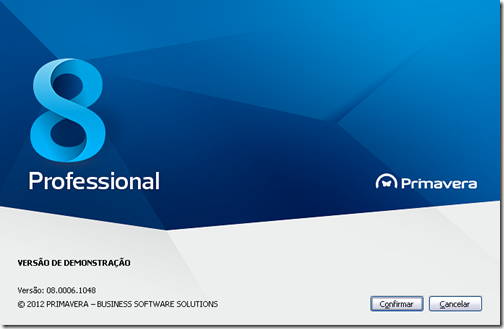 8
Professional
Primavera
VERSÃO DE DEMONSTRAÇÃO
Versão: 08.0006.1048
© 2012 PRIMAVERA – BUSINESS SOFTWARE SOLUTIONS
Confirmar
Cancelar